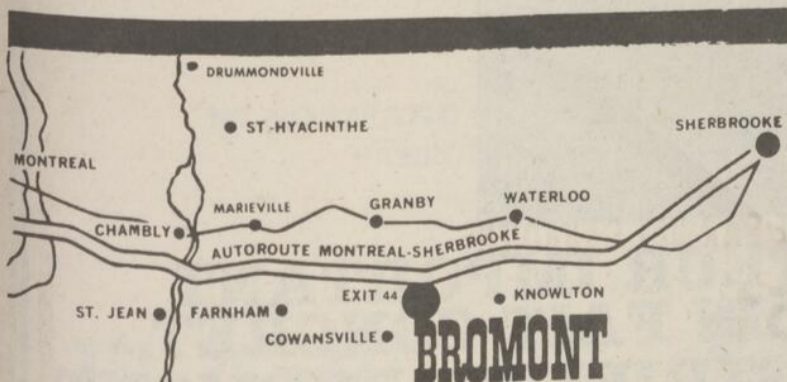 DRUMMONDVILLE
ST-HYACINTHE
SHERBROOKE
MONTREAL
MARIEVILLE
GRANBY
WATERLOO
CHAMBLY
AUTOROUTE MONTREAL-SHERBROOKE
EXIT 44
KNOWLTON
ST. JEAN
FARNHAM
COWANSVILLE
BROMONT